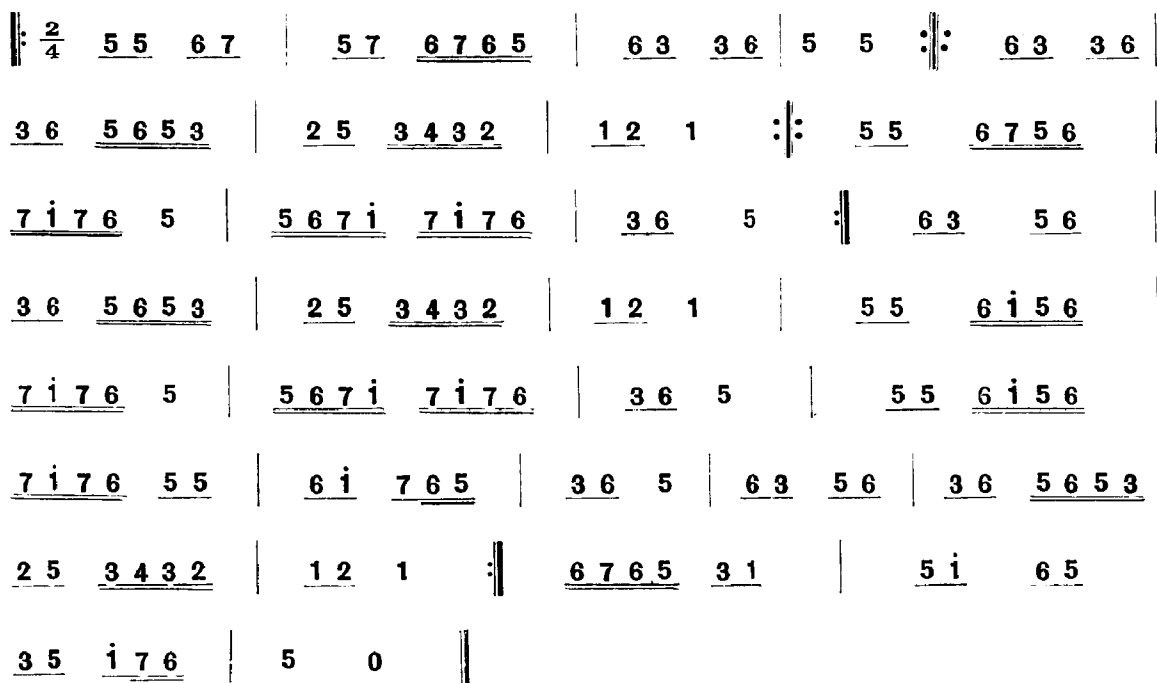 ‖: 2/4 5 5 6 7 | 5 7 6 7 6 5 | 6 3 3 6 | 5 5 :‖: 6 3 3 6 |
3 6 5 6 5 3 | 2 5 3 4 3 2 | 1 2 1 :‖: 5 5 6 7 5 6 |
7 i̇ 7 6 5 | 5 6 7 i̇ 7 i̇ 7 6 | 3 6 5 :‖ 6 3 5 6 |
3 6 5 6 5 3 | 2 5 3 4 3 2 | 1 2 1 | 5 5 6 i̇ 5 6 |
7 i̇ 7 6 5 | 5 6 7 i̇ 7 i̇ 7 6 | 3 6 5 | 5 5 6 i̇ 5 6
7 i̇ 7 6 5 5 | 6 i̇ 7 6 5 | 3 6 5 | 6 3 5 6 | 3 6 5 6 5 3
2 5 3 4 3 2 | 1 2 1 :‖ 6 7 6 5 3 1 | 5 i̇ 6 5
3 5 i̇ 7 6 | 5 0 ‖